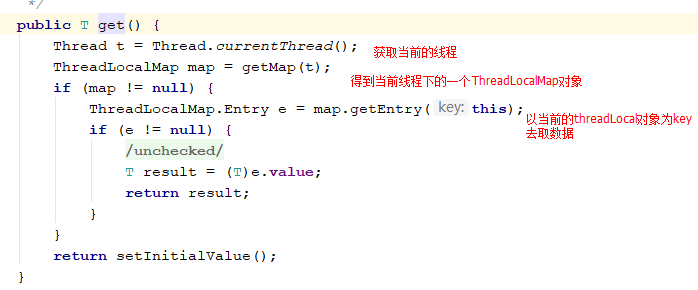 */
public T get() {
Thread t = Thread.currentThread();
获取当前的线程
ThreadLocalMap map = getMap(t);
得到当前线程下的一个ThreadLocalMap对象
if (map != null) {
ThreadLocalMap.Entry e = map.getEntry( key: this);
以当前的threadLocal对象为key
去取数据
if (e != null) {
/unchecked/
T result = (T)e.value;
return result;
}
}
return setInitialValue();
}